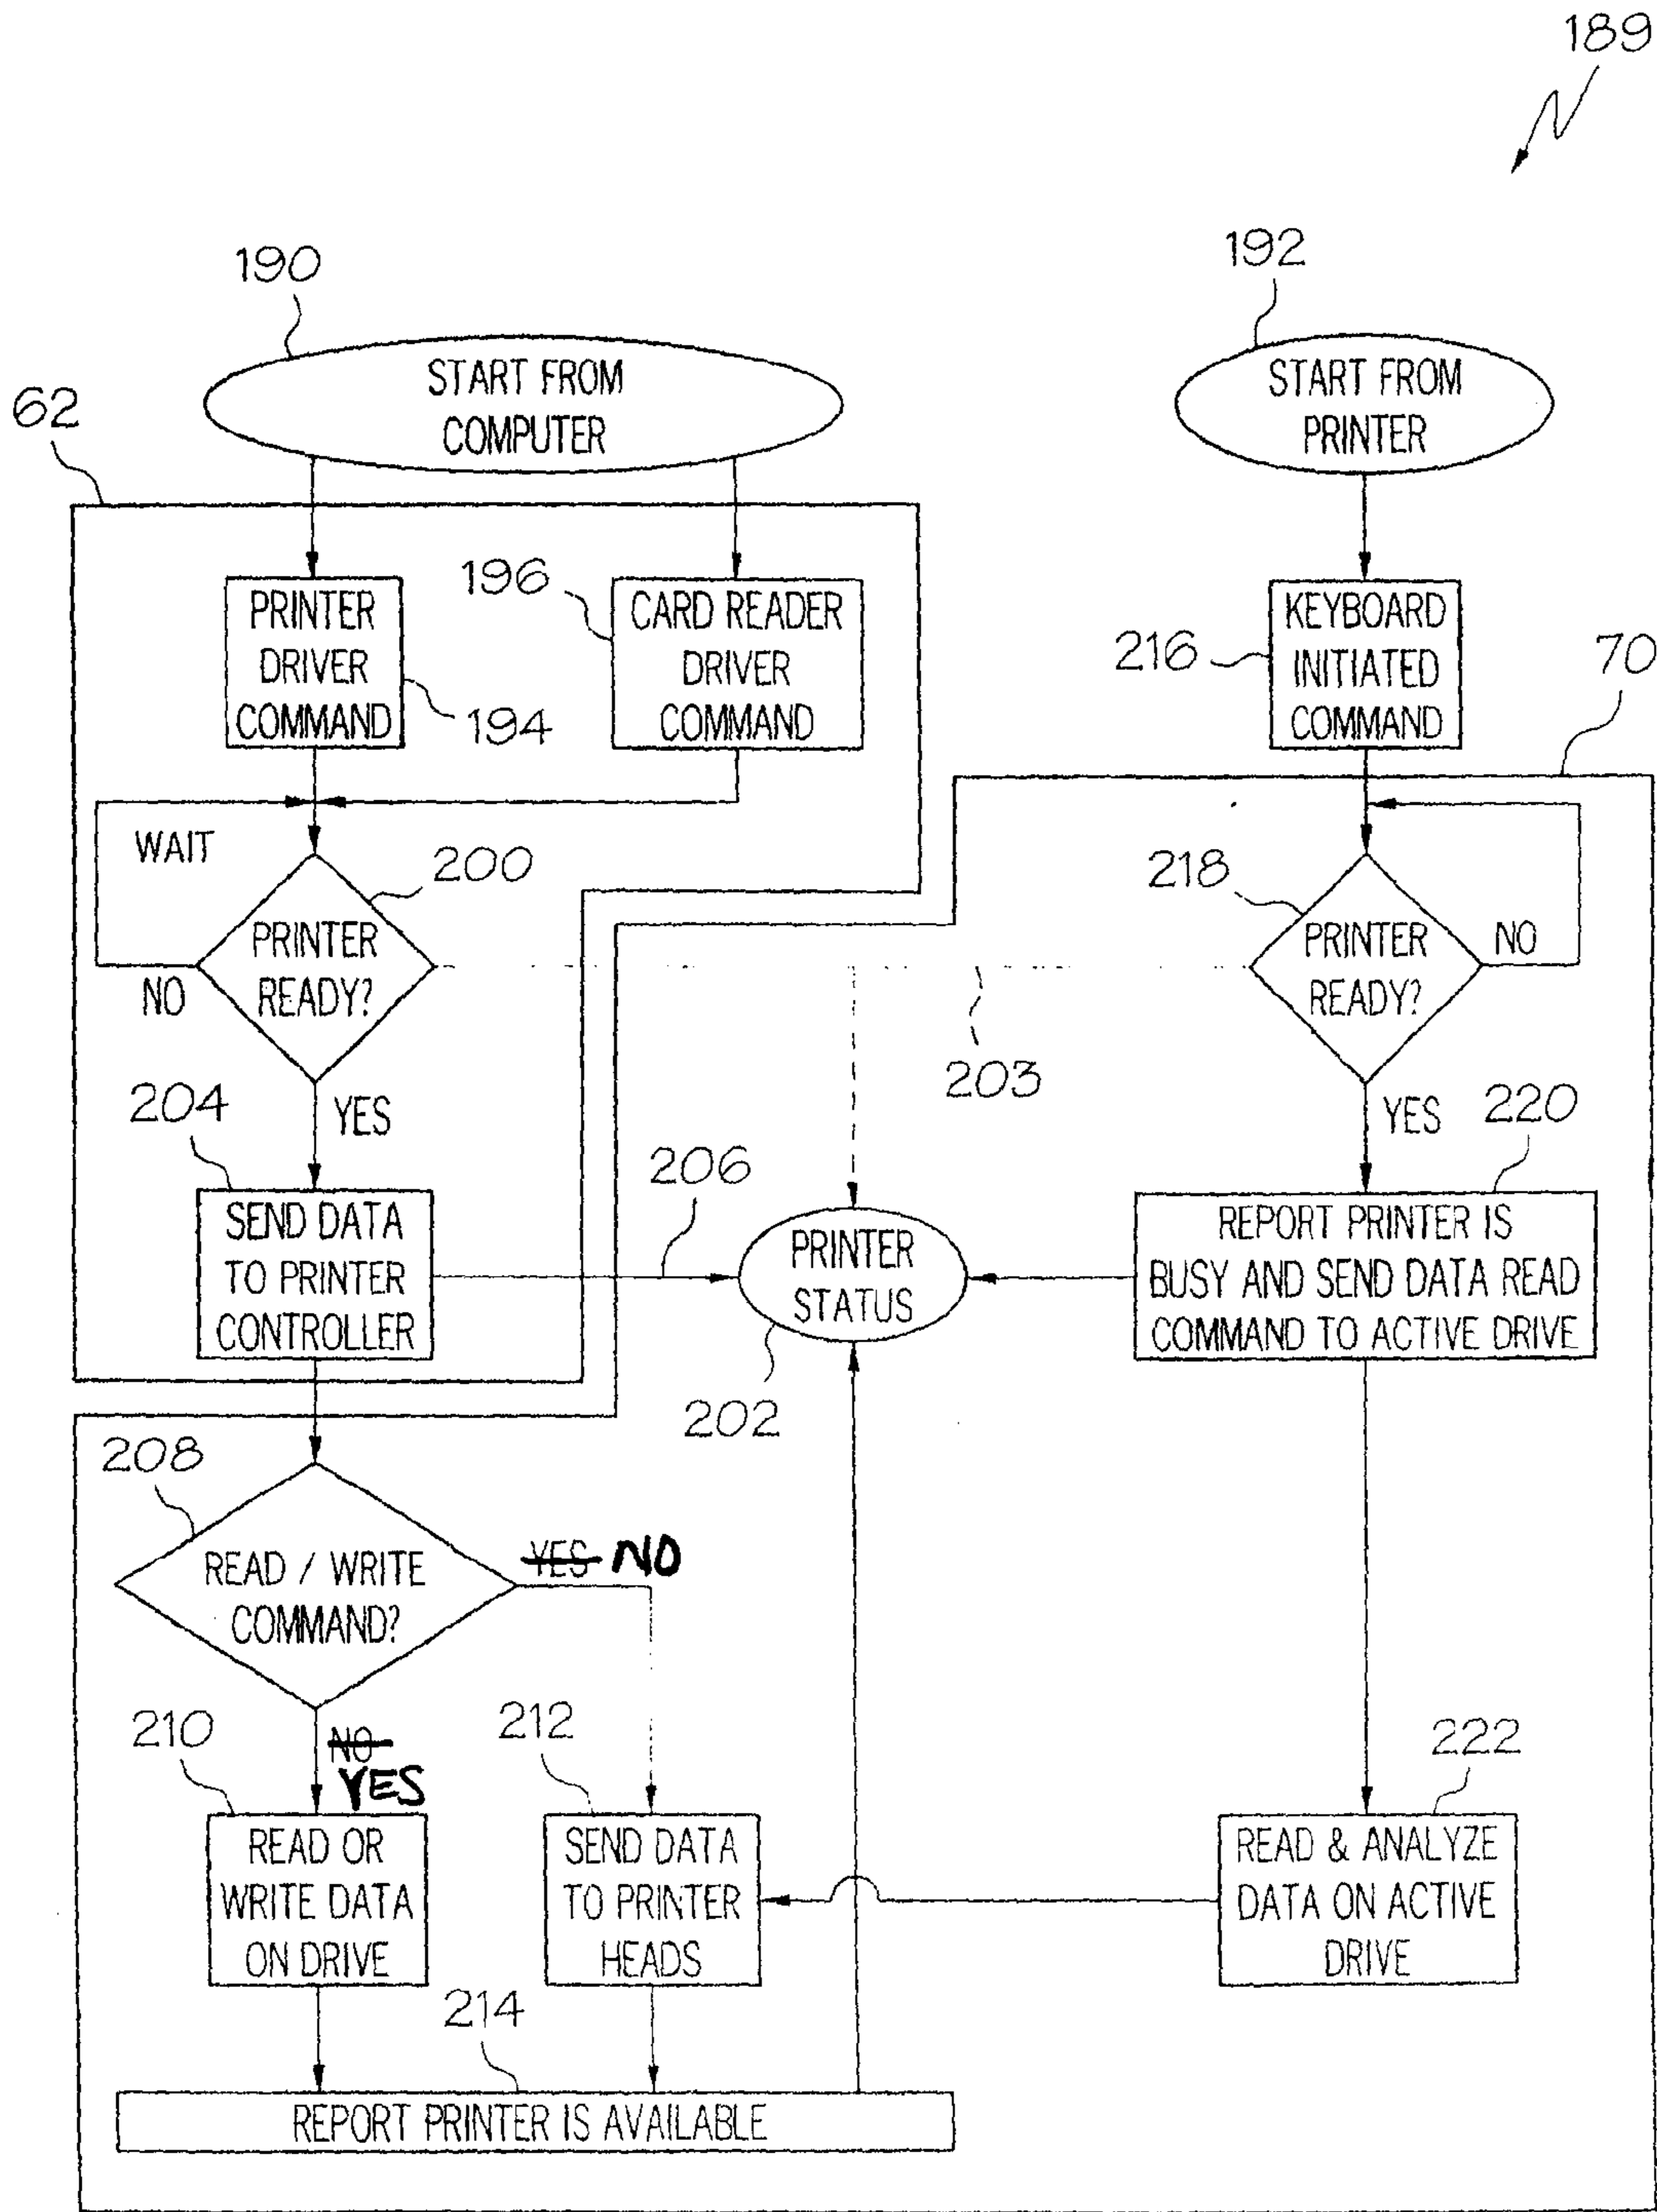 189
190
192
START FROM
COMPUTER
START FROM
PRINTER
62
PRINTER
DRIVER
COMMAND
194
196
CARD READER
DRIVER
COMMAND
KEYBOARD
INITIATED
COMMAND
216
70
WAIT
200
PRINTER
READY?
NO
YES
218
PRINTER
READY?
NO
YES
203
204
SEND DATA
TO PRINTER
CONTROLLER
206
PRINTER
STATUS
202
220
REPORT PRINTER IS
BUSY AND SEND DATA READ
COMMAND TO ACTIVE DRIVE
208
READ / WRITE
COMMAND?
YES NO
NO
YES
210
READ OR
WRITE DATA
ON DRIVE
212
SEND DATA
TO PRINTER
HEADS
222
READ & ANALYZE
DATA ON ACTIVE
DRIVE
214
REPORT PRINTER IS AVAILABLE